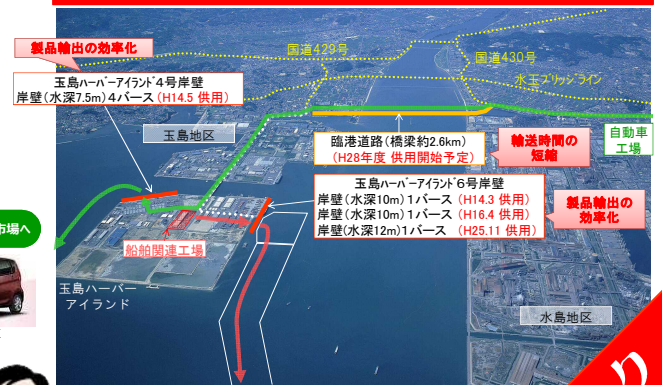 製品輸出の効率化
玉島ハーバーアイランド4号岸壁
岸壁(水深7.5m)4バース (H14.5 供用)
国道429号
国道430号
水玉ブリッジライン
玉島地区
臨港道路(橋梁約2.6km)
(H28年度 供用開始予定)
輸送時間の
短縮
自動車
工場
玉島ハーバーアイランド6号岸壁
岸壁(水深10m)1バース (H14.3 供用)
岸壁(水深10m)1バース (H16.4 供用)
岸壁(水深12m)1バース (H25.11 供用)
製品輸出の
効率化
市場へ
船舶関連工場
玉島ハーバー
アイランド
水島地区